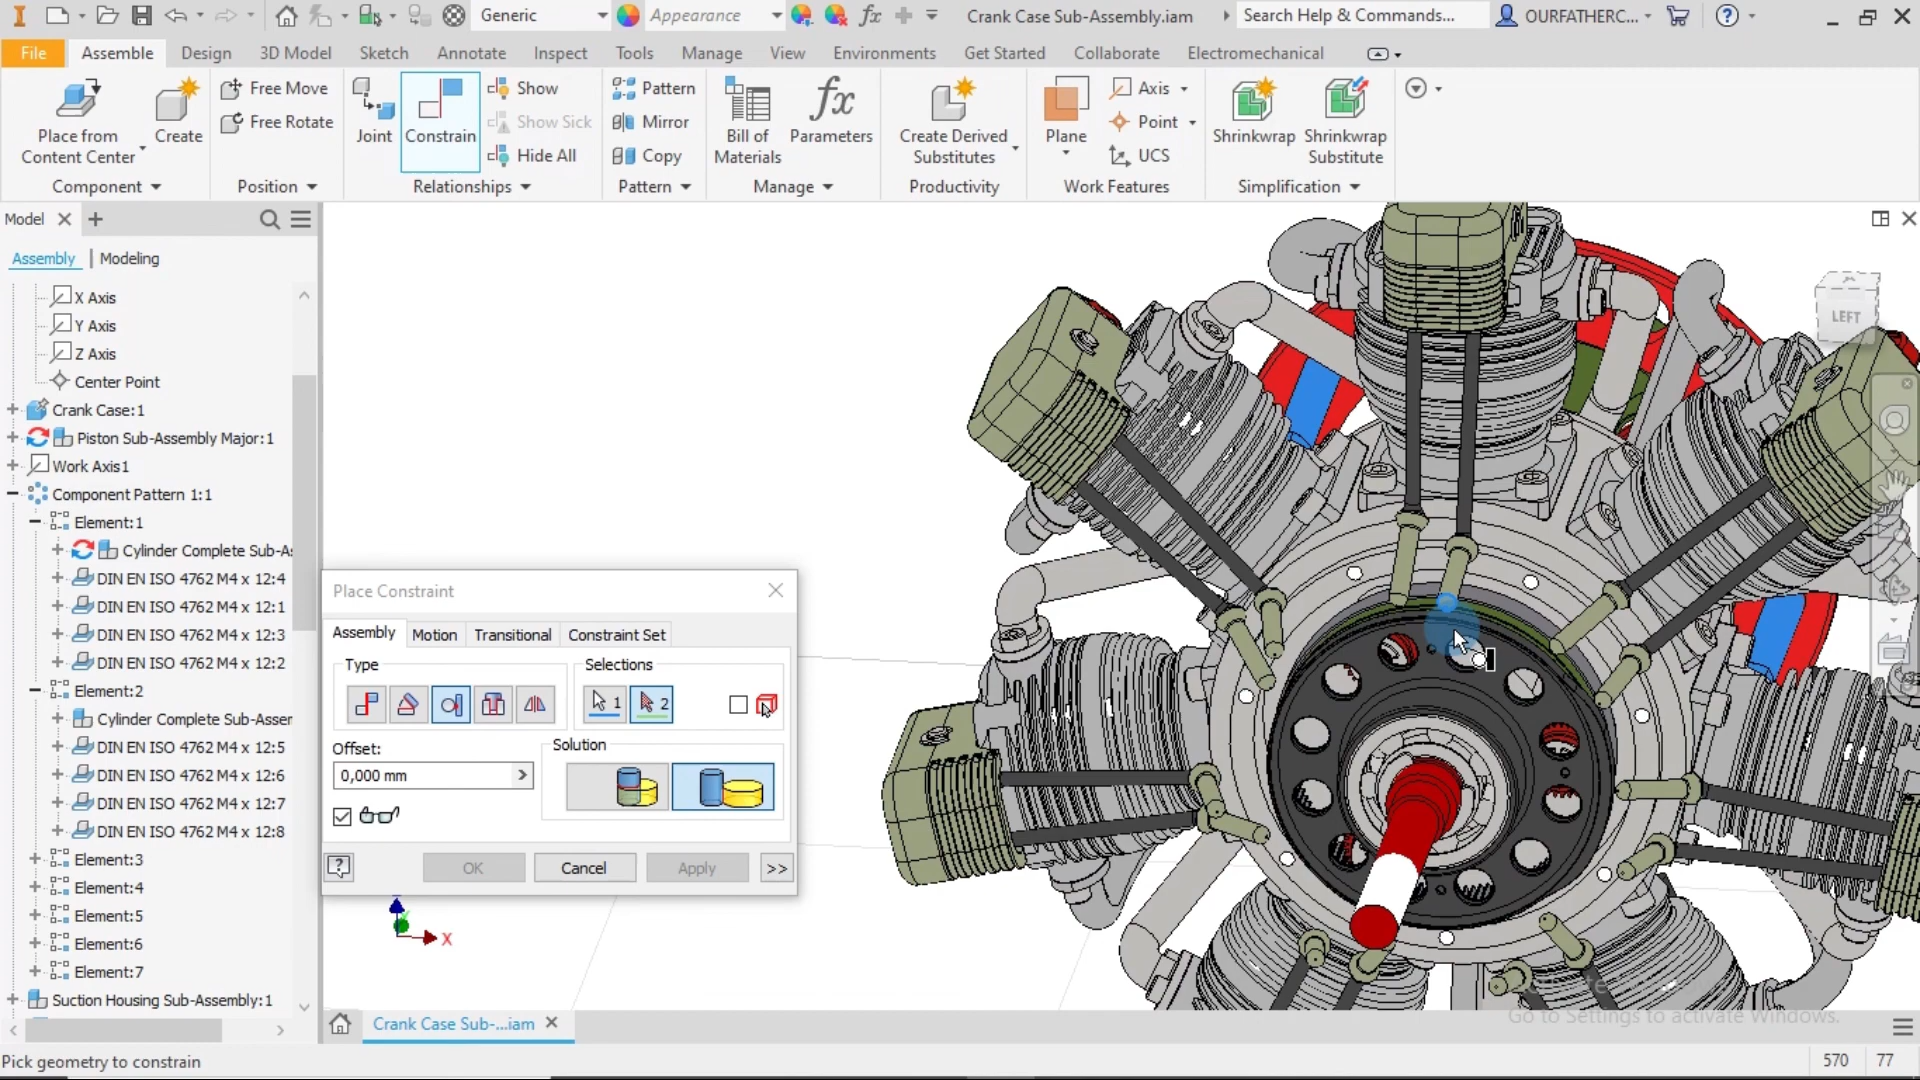 Generic
Appearance
Crank Case Sub-Assembly.iam
Search Help & Commands...
OURFATHERC...
File
Assemble
Design
3D Model
Sketch
Annotate
Inspect
Tools
Manage
View
Environments
Get Started
Collaborate
Electromechanical
Place from
Content Center
Create
Component
Free Move
Free Rotate
Position
Joint
Constrain
Show
Show Sick
Hide All
Relationships
Pattern
Mirror
Copy
Pattern
Bill of
Materials
fx
Parameters
Manage
Create Derived
Substitutes
Productivity
Plane
Axis
Point
UCS
Work Features
Shrinkwrap
Shrinkwrap
Substitute
Simplification
Model
Assembly
Modeling
X Axis
Y Axis
Z Axis
Center Point
Crank Case:1
Piston Sub-Assembly Major:1
Work Axis1
Component Pattern 1:1
Element:1
Cylinder Complete Sub-As
DIN EN ISO 4762 M4 x 12:4
DIN EN ISO 4762 M4 x 12:1
DIN EN ISO 4762 M4 x 12:3
DIN EN ISO 4762 M4 x 12:2
Element:2
Cylinder Complete Sub-Assem
DIN EN ISO 4762 M4 x 12:5
DIN EN ISO 4762 M4 x 12:6
DIN EN ISO 4762 M4 x 12:7
DIN EN ISO 4762 M4 x 12:8
Element:3
Element:4
Element:5
Element:6
Element:7
Suction Housing Sub-Assembly:1
Place Constraint
Assembly
Motion
Transitional
Constraint Set
Type
Selections
1
2
Offset:
0,000 mm
Solution
OK
Cancel
Apply
>>
X
LEFT
Go to Settings to activate Windows.
Crank Case Sub-...iam
Pick geometry to constrain
570
77